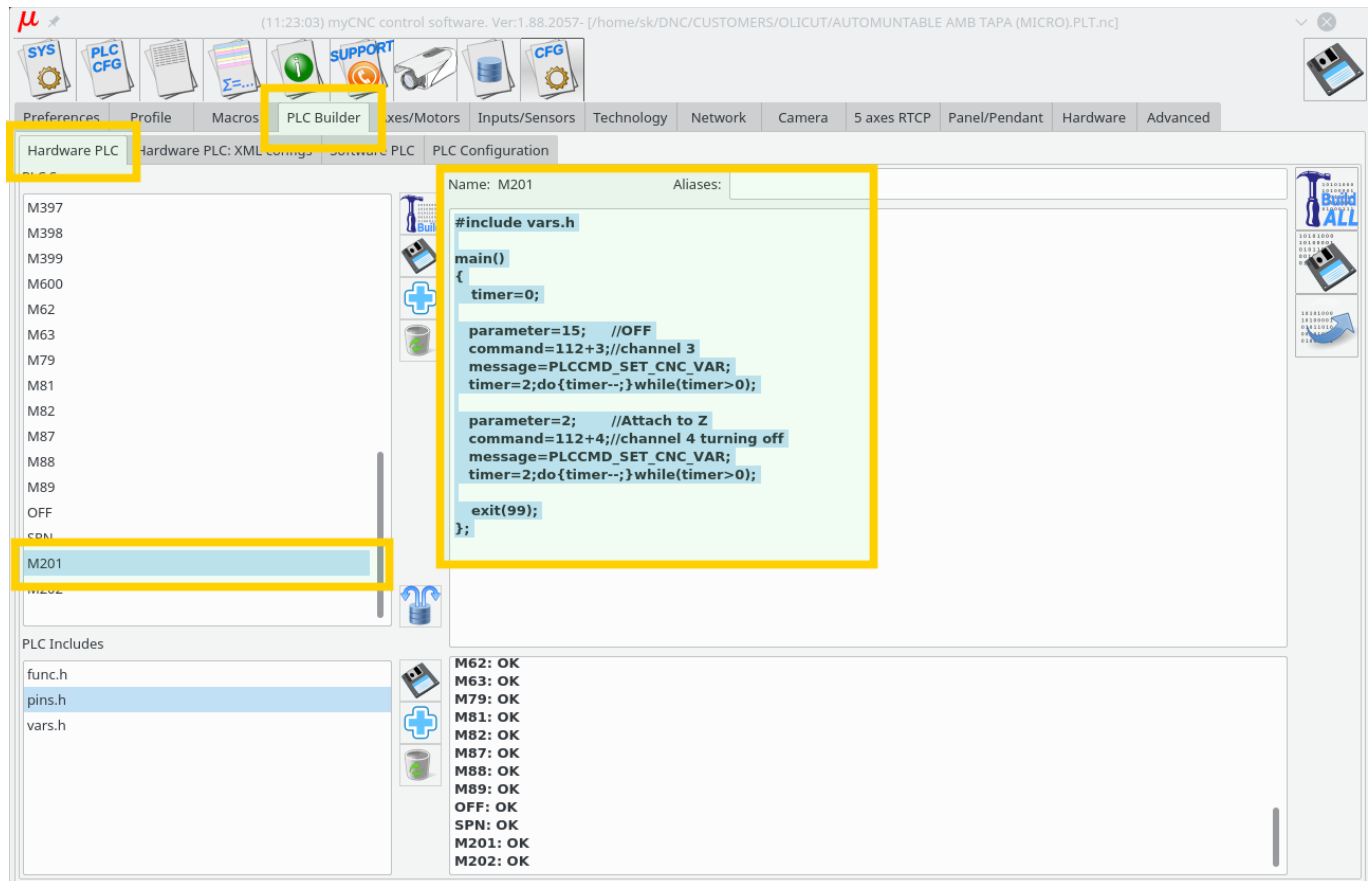 μ
(11:23:03) myCNC control software. Ver:1.88.2057- [/home/sk/DNC/CUSTOMERS/OLICUT/AUTOMUNTABLE AMB TAPA (MICRO).PLT.nc]
SYS
PLC CFG
Σ=...
i
SUPPORT
CFG
Preferences Profile Macros PLC Builder Axes/Motors Inputs/Sensors Technology Network Camera 5 axes RTCP Panel/Pendant Hardware Advanced
Hardware PLC Hardware PLC: XML configs Software PLC PLC Configuration
Name: M201 Aliases:
M397
M398
M399
M600
M62
M63
M79
M81
M82
M87
M88
M89
OFF
SPN
M201
M202
Build
#include vars.h
main()
{
timer=0;
parameter=15; //OFF
command=112+3;//channel 3
message=PLCCMD_SET_CNC_VAR;
timer=2;do{timer--;}while(timer>0);
parameter=2; //Attach to Z
command=112+4;//channel 4 turning off
message=PLCCMD_SET_CNC_VAR;
timer=2;do{timer--;}while(timer>0);
exit(99);
};
Build
ALL
PLC Includes
func.h
pins.h
vars.h
M62: OK
M63: OK
M79: OK
M81: OK
M82: OK
M87: OK
M88: OK
M89: OK
OFF: OK
SPN: OK
M201: OK
M202: OK